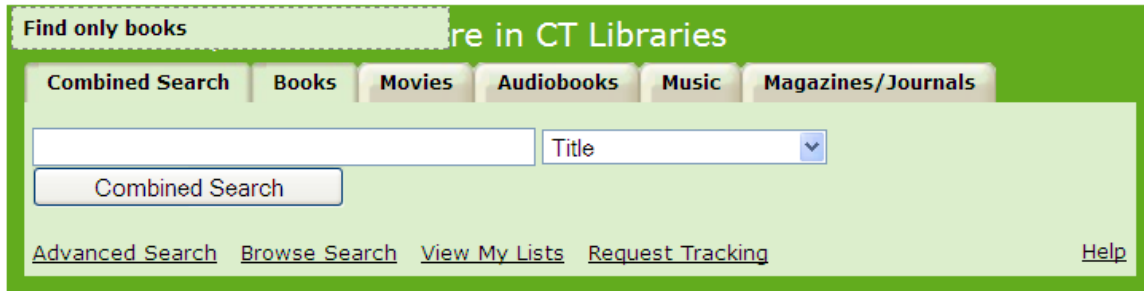 Find only books
re in CT Libraries
Combined Search Books Movies Audiobooks Music Magazines/Journals
Title
Combined Search
Advanced Search Browse Search View My Lists Request Tracking Help